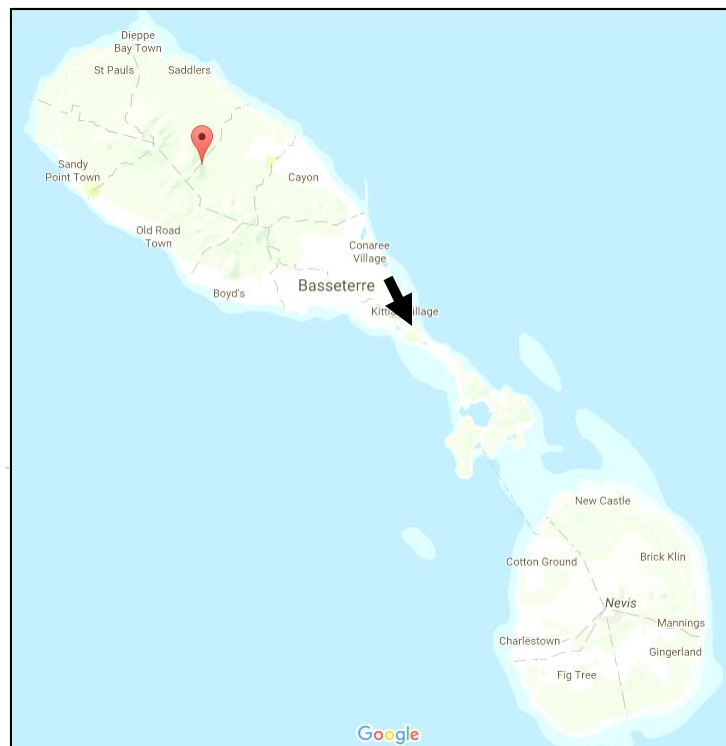 Dieppe
Bay Town
St Pauls
Saddlers
Sandy
Point Town
Cayon
Old Road
Town
Conaree
Village
Basseterre
Boyd's
Village
New Castle
Cotton Ground
Brick Klin
Nevis
Mannings
Charlestown
Gingerland
Fig Tree
Google